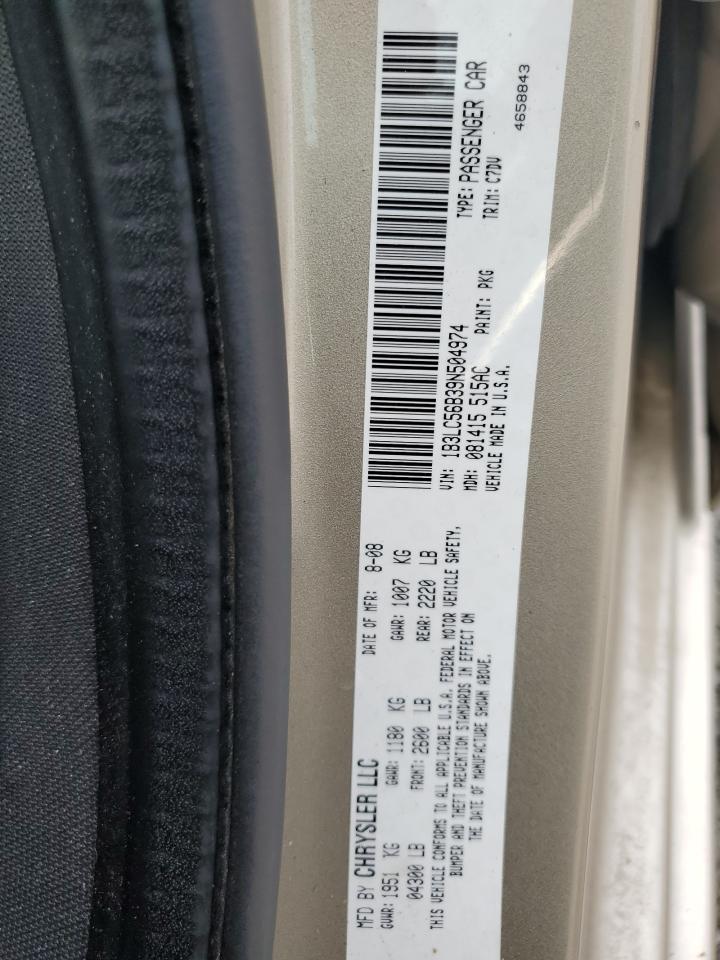 MFD BY CHRYSLER LLC
DATE OF MFR: 8-08
GVWR: 1951 KG
GAWR: 1180 KG
GAWR: 1007 KG
04300 LB
FRONT: 2600 LB
REAR: 2220 LB
THIS VEHICLE CONFORMS TO ALL APPLICABLE U.S.A. FEDERAL MOTOR VEHICLE SAFETY,
BUMPER AND THEFT PREVENTION STANDARDS IN EFFECT ON
THE DATE OF MANUFACTURE SHOWN ABOVE.
VIN: 1B3LC56B39N504974
TYPE: PASSENGER CAR
MDH: 081415 515AC
PAINT: PKG
TRIM: C7DV
VEHICLE MADE IN U.S.A.
4658843